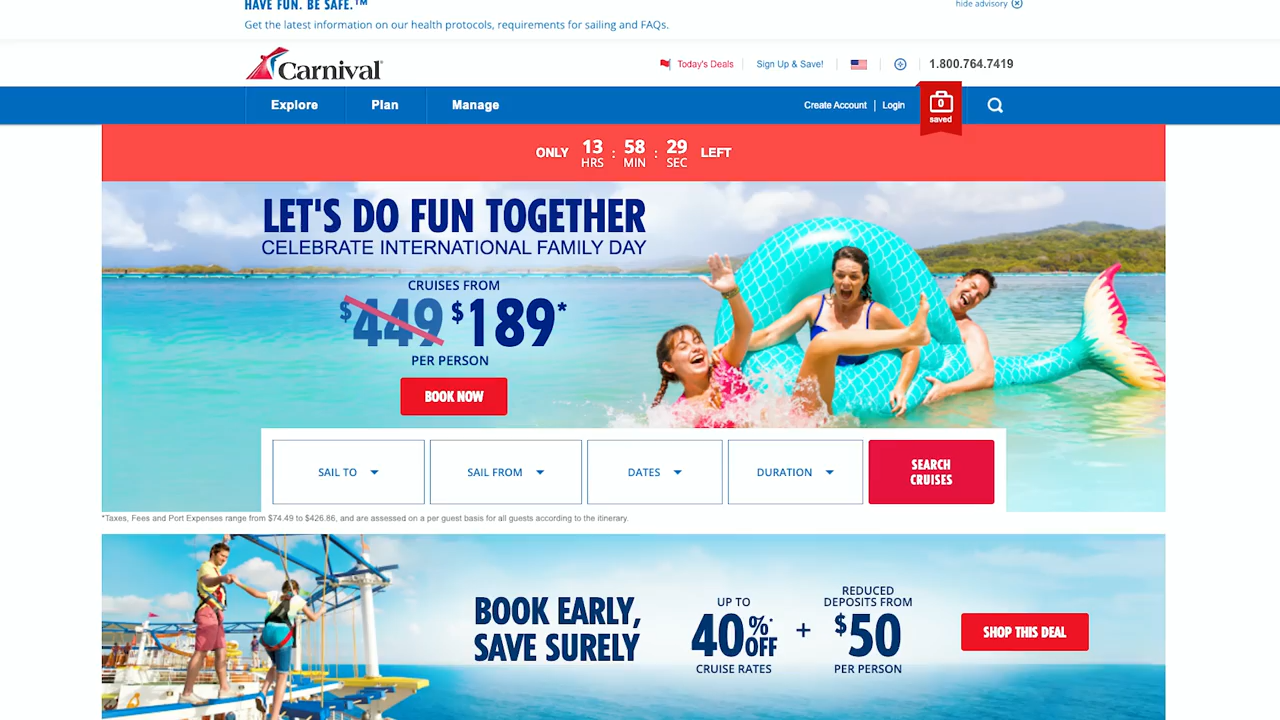 HAVE FUN. BE SAFE.™
hide advisory
Get the latest information on our health protocols, requirements for sailing and FAQs.
Carnival
Today's Deals
Sign Up & Save!
1.800.764.7419
Explore
Plan
Manage
Create Account | Login
0
saved
ONLY 13 : 58 : 29 LEFT
HRS MIN SEC
LET'S DO FUN TOGETHER
CELEBRATE INTERNATIONAL FAMILY DAY
CRUISES FROM
$449 $189*
PER PERSON
BOOK NOW
SAIL TO
SAIL FROM
DATES
DURATION
SEARCH
CRUISES
*Taxes, Fees and Port Expenses range from $74.49 to $426.86, and are assessed on a per guest basis for all guests according to the itinerary.
BOOK EARLY,
SAVE SURELY
UP TO
40%* OFF
CRUISE RATES
+
REDUCED
DEPOSITS FROM
$50
PER PERSON
SHOP THIS DEAL